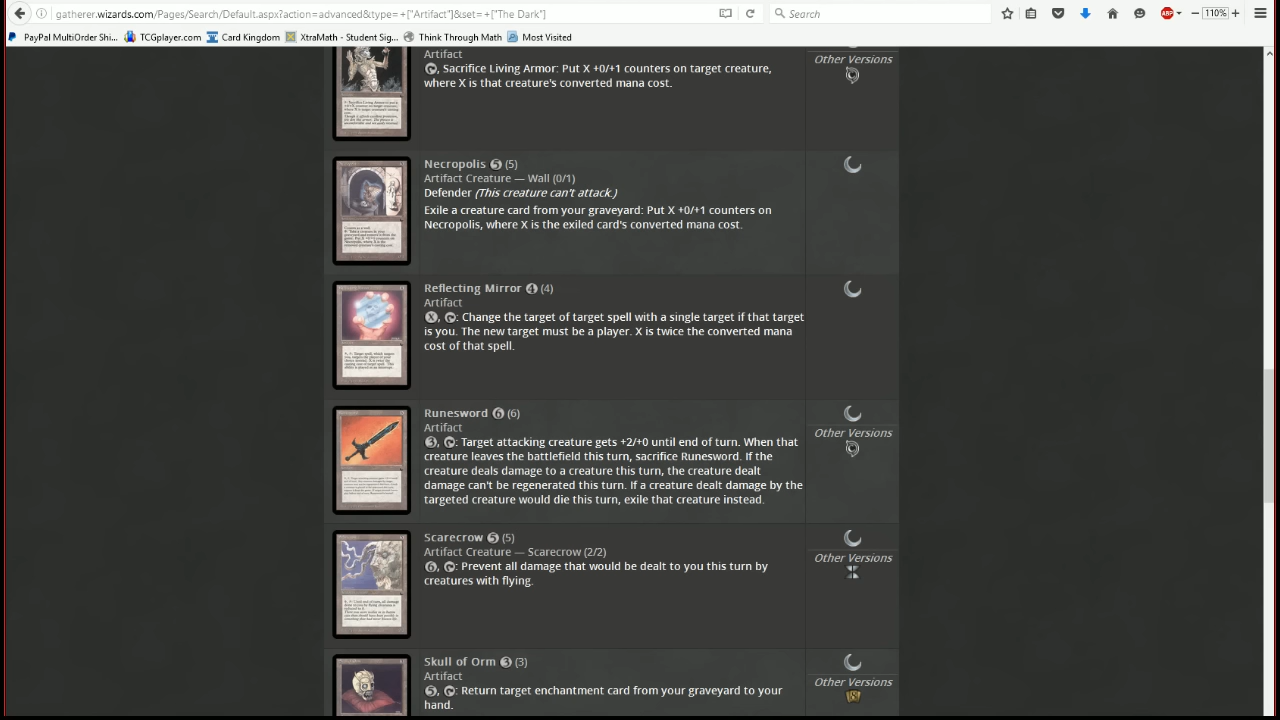 gatherer.wizards.com/Pages/Search/Default.aspx?action=advanced&type=+["Artifact"]&set=+["The Dark"]
Search
110%
PayPal MultiOrder Shi...
TCGplayer.com
Card Kingdom
XtraMath - Student Sig...
Think Through Math
Most Visited
Artifact
, Sacrifice Living Armor: Put X +0/+1 counters on target creature,
where X is that creature's converted mana cost.
Other Versions
Necropolis 5 (5)
Artifact Creature — Wall (0/1)
Defender (This creature can't attack.)
Exile a creature card from your graveyard: Put X +0/+1 counters on
Necropolis, where X is the exiled card's converted mana cost.
Reflecting Mirror 4 (4)
Artifact
X, : Change the target of target spell with a single target if that target
is you. The new target must be a player. X is twice the converted mana
cost of that spell.
Runesword 6 (6)
Artifact
3, : Target attacking creature gets +2/+0 until end of turn. When that
creature leaves the battlefield this turn, sacrifice Runesword. If the
creature deals damage to a creature this turn, the creature dealt
damage can't be regenerated this turn. If a creature dealt damage by the
targeted creature would die this turn, exile that creature instead.
Other Versions
Scarecrow 5 (5)
Artifact Creature — Scarecrow (2/2)
6, : Prevent all damage that would be dealt to you this turn by
creatures with flying.
Other Versions
Skull of Orm 3 (3)
Artifact
5, : Return target enchantment card from your graveyard to your
hand.
Other Versions